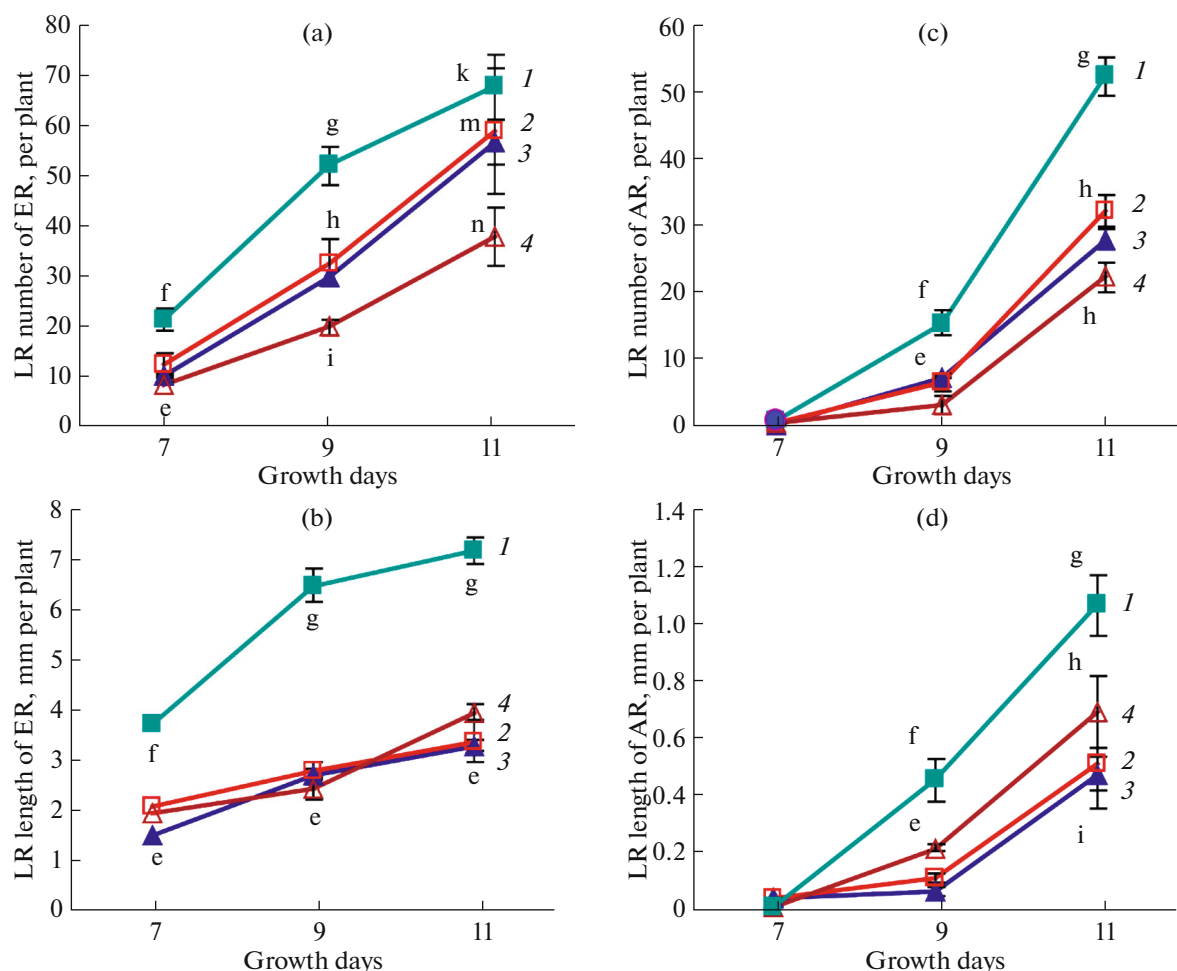 (a)
LR number of ER, per plant
80
70
60
50
40
30
20
10
0
f
g
k
m
h
n
e
i
1
2
3
4
7
9
11
Growth days
(c)
LR number of AR, per plant
60
50
40
30
20
10
0
g
f
h
e
h
1
2
3
4
7
9
11
Growth days
(b)
LR length of ER, mm per plant
8
7
6
5
4
3
2
1
0
f
g
g
e
e
e
1
4
2
3
7
9
11
Growth days
(d)
LR length of AR, mm per plant
1.4
1.2
1.0
0.8
0.6
0.4
0.2
0
g
h
f
e
i
1
4
2
3
7
9
11
Growth days